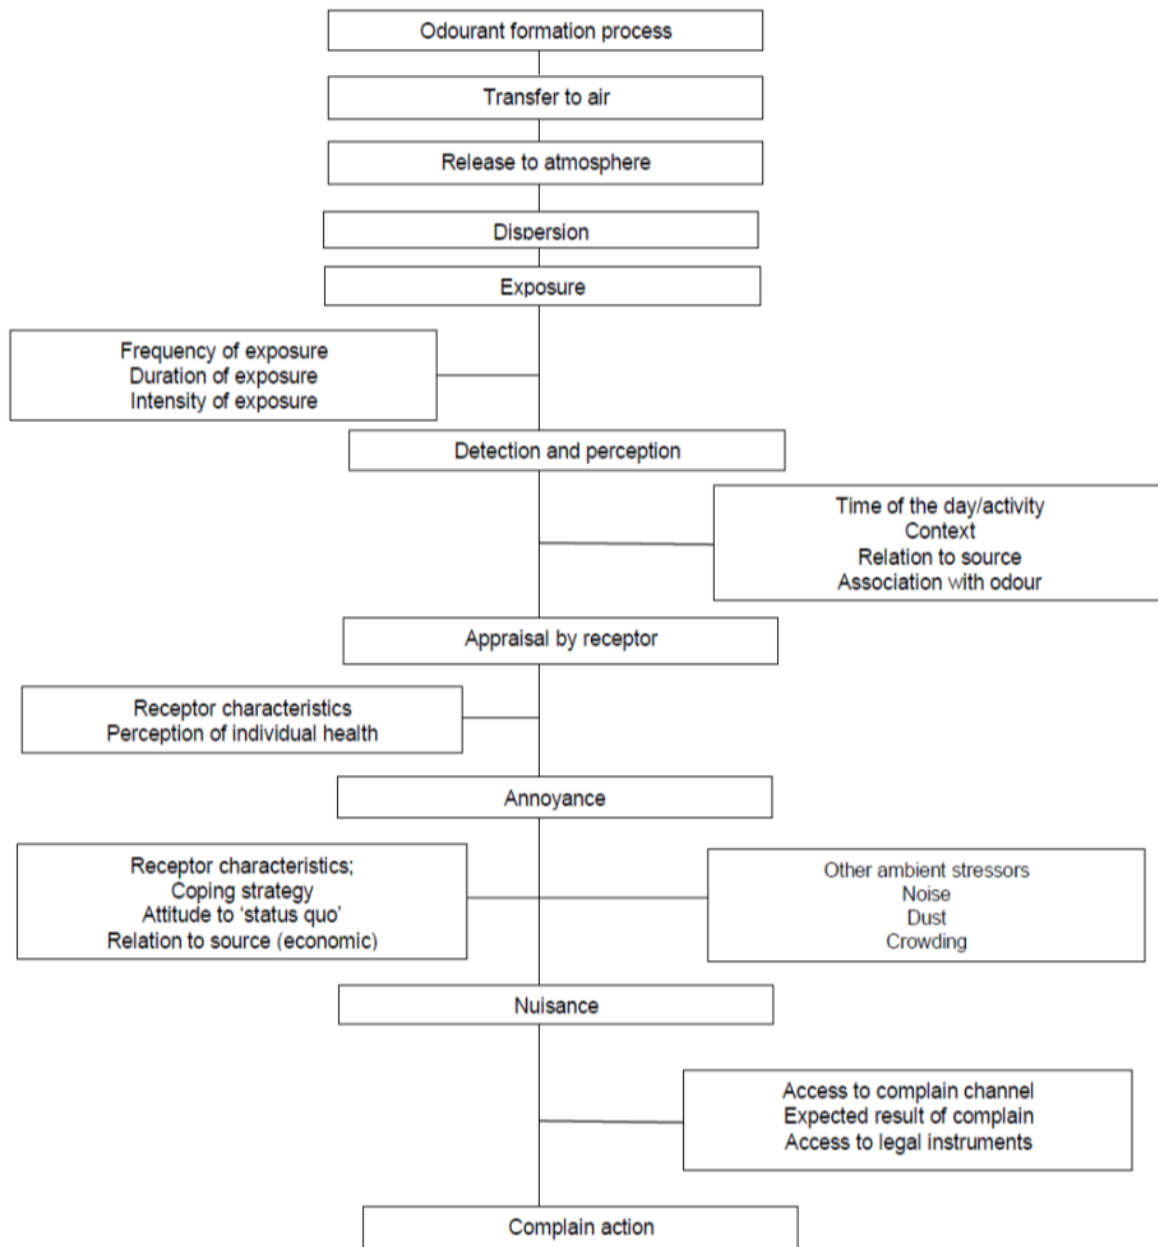 Odourant formation process
Transfer to air
Release to atmosphere
Dispersion
Exposure
Frequency of exposure
Duration of exposure
Intensity of exposure
Detection and perception
Time of the day/activity
Context
Relation to source
Association with odour
Appraisal by receptor
Receptor characteristics
Perception of individual health
Annoyance
Receptor characteristics;
Coping strategy
Attitude to ‘status quo’
Relation to source (economic)
Other ambient stressors
Noise
Dust
Crowding
Nuisance
Access to complain channel
Expected result of complain
Access to legal instruments
Complain action